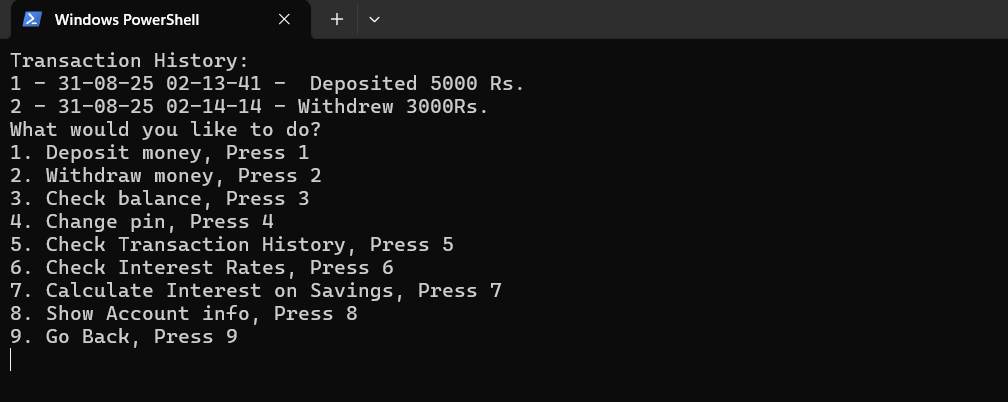 Windows PowerShell
Transaction History:
1 - 31-08-25 02-13-41 -  Deposited 5000 Rs.
2 - 31-08-25 02-14-14 - Withdrew 3000Rs.
What would you like to do?
1. Deposit money, Press 1
2. Withdraw money, Press 2
3. Check balance, Press 3
4. Change pin, Press 4
5. Check Transaction History, Press 5
6. Check Interest Rates, Press 6
7. Calculate Interest on Savings, Press 7
8. Show Account info, Press 8
9. Go Back, Press 9